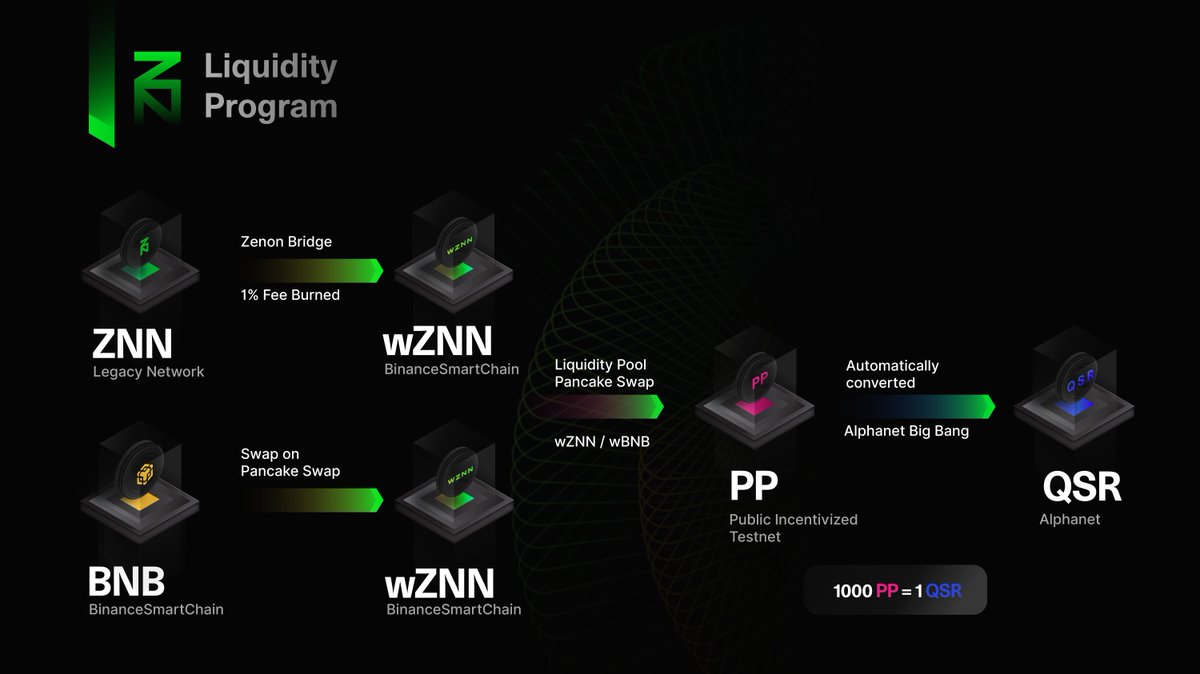 Liquidity
Program
Zenon Bridge
1% Fee Burned
wZNN
ZNN
Legacy Network
wZNN
BinanceSmartChain
Swap on
Pancake Swap
wZNN
BNB
BinanceSmartChain
wZNN
BinanceSmartChain
Liquidity Pool
Pancake Swap
wZNN / wBNB
PP
PP
Public Incentivized
Testnet
Automatically
converted
Alphanet Big Bang
QSR
QSR
Alphanet
1000 PP = 1 QSR